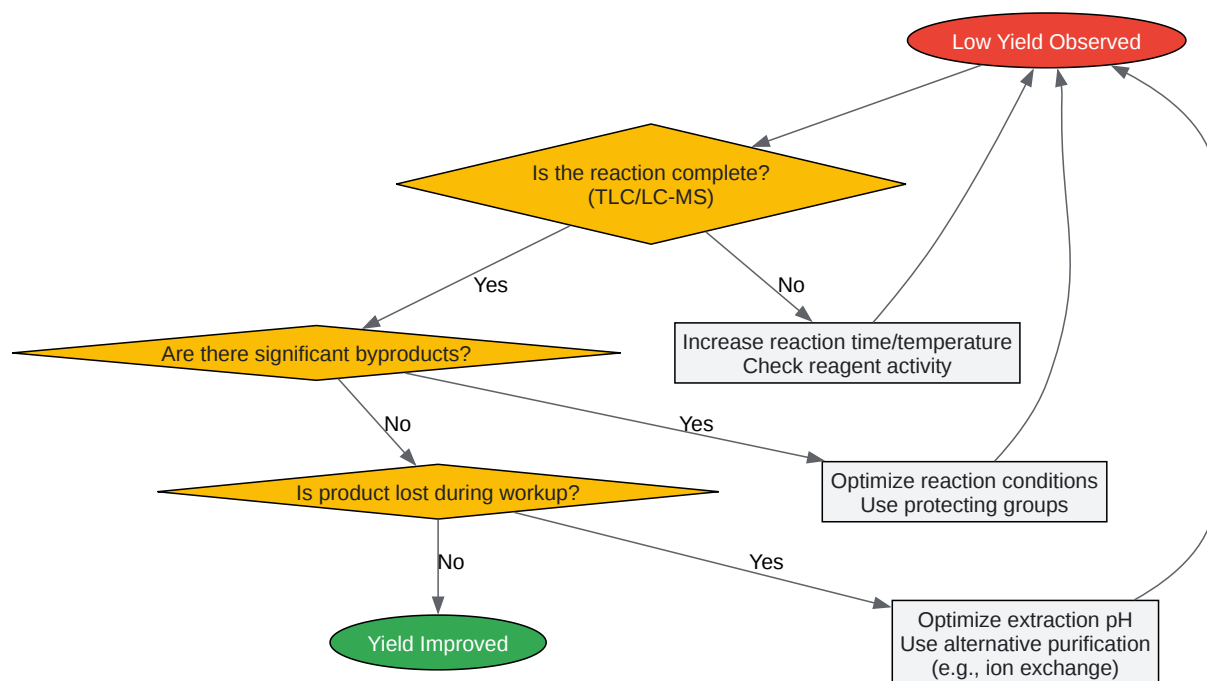 Low Yield Observed
Is the reaction complete?
(TLC/LC-MS)
Yes
No
Increase reaction time/temperature
Check reagent activity
Are there significant byproducts?
No
Yes
Optimize reaction conditions
Use protecting groups
Is product lost during workup?
No
Yes
Optimize extraction pH
Use alternative purification
(e.g., ion exchange)
Yield Improved